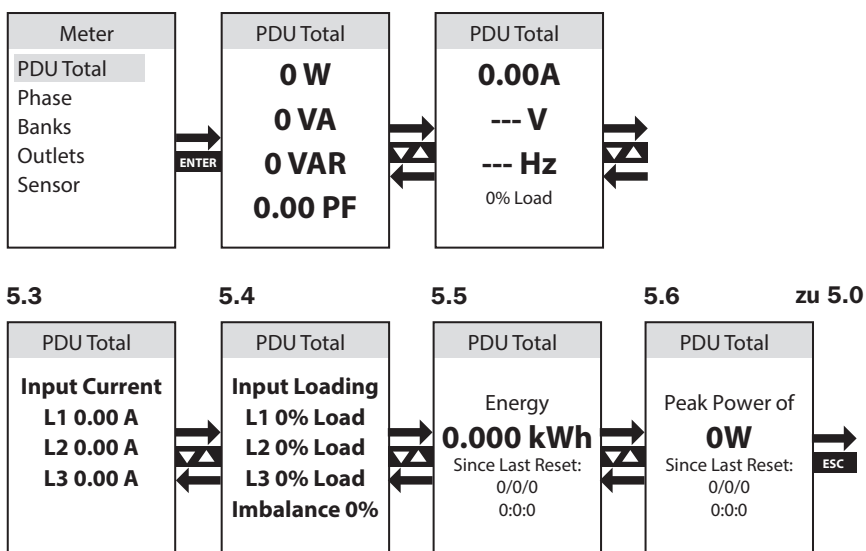 Meter
PDU Total
Phase
Banks
Outlets
Sensor
ENTER
PDU Total
0 W
0 VA
0 VAR
0.00 PF
PDU Total
0.00A
--- V
--- Hz
0% Load
5.3
PDU Total
Input Current
L1 0.00 A
L2 0.00 A
L3 0.00 A
5.4
PDU Total
Input Loading
L1 0% Load
L2 0% Load
L3 0% Load
Imbalance 0%
5.5
PDU Total
Energy
0.000 kWh
Since Last Reset:
0/0/0
0:0:0
5.6
PDU Total
Peak Power of
0W
Since Last Reset:
0/0/0
0:0:0
zu 5.0
ESC